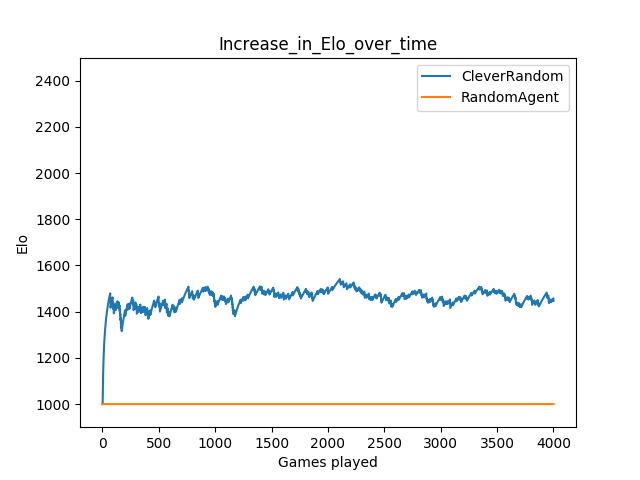 Increase_in_Elo_over_time
CleverRandom
RandomAgent
Elo
2400
2200
2000
1800
1600
1400
1200
1000
0 500 1000 1500 2000 2500 3000 3500 4000
Games played